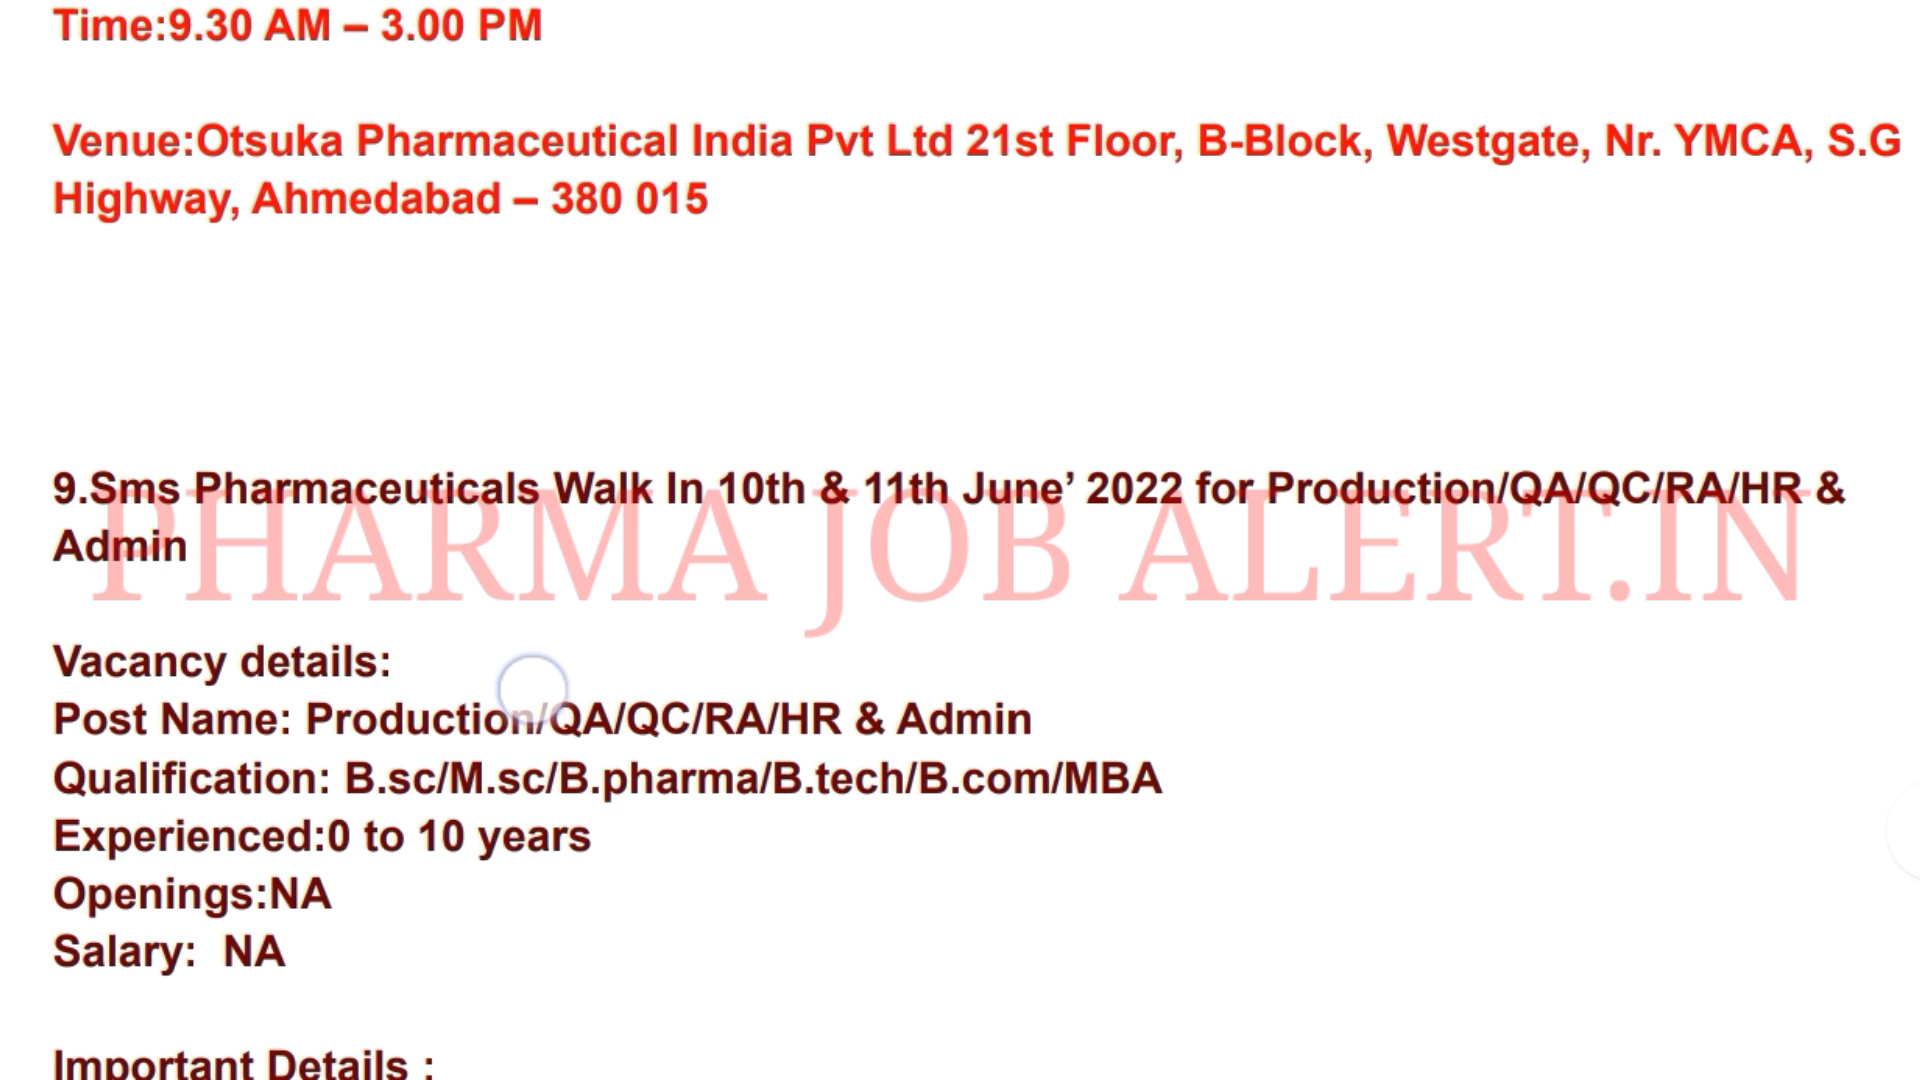 Time:9.30 AM – 3.00 PM
Venue:Otsuka Pharmaceutical India Pvt Ltd 21st Floor, B-Block, Westgate, Nr. YMCA, S.G
Highway, Ahmedabad – 380 015
9.Sms Pharmaceuticals Walk In 10th & 11th June’ 2022 for Production/QA/QC/RA/HR &
Admin
PHARMA JOB ALERT.IN
Vacancy details:
Post Name: Production/QA/QC/RA/HR & Admin
Qualification: B.sc/M.sc/B.pharma/B.tech/B.com/MBA
Experienced:0 to 10 years
Openings:NA
Salary:  NA
Important Details :